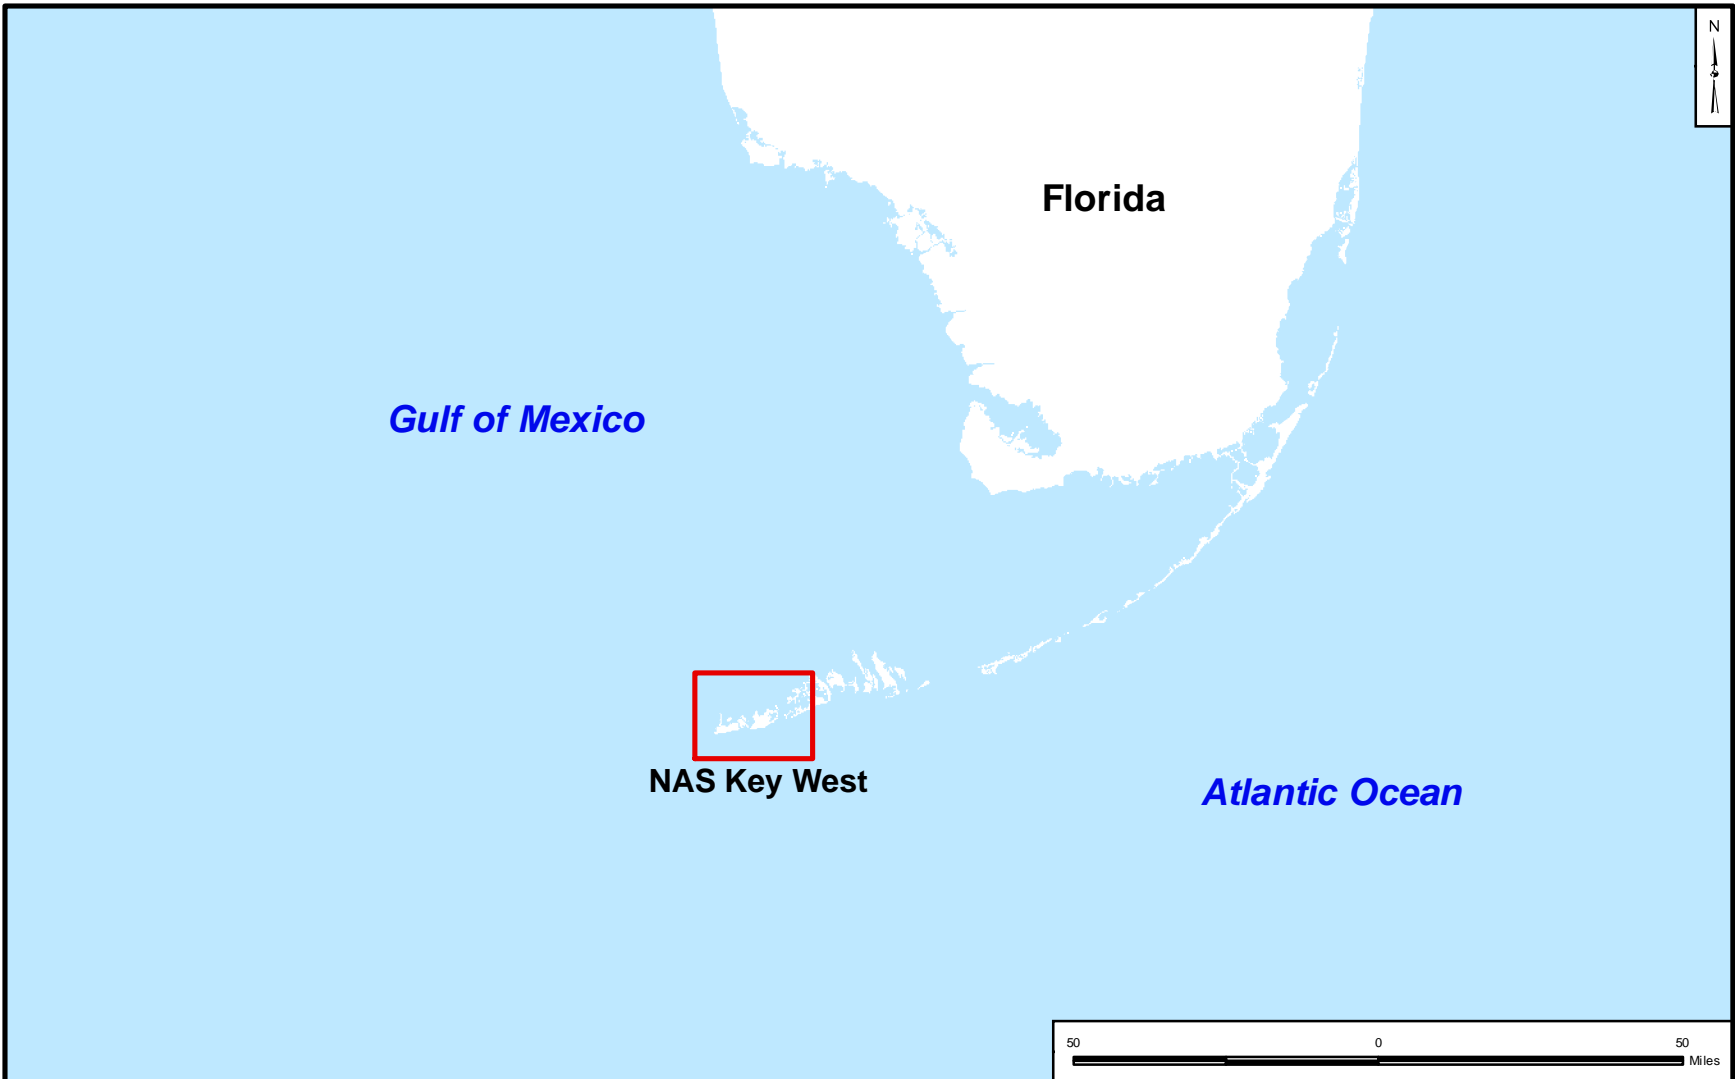 N
Florida
Gulf of Mexico
NAS Key West
Atlantic Ocean
50 0 50
Miles